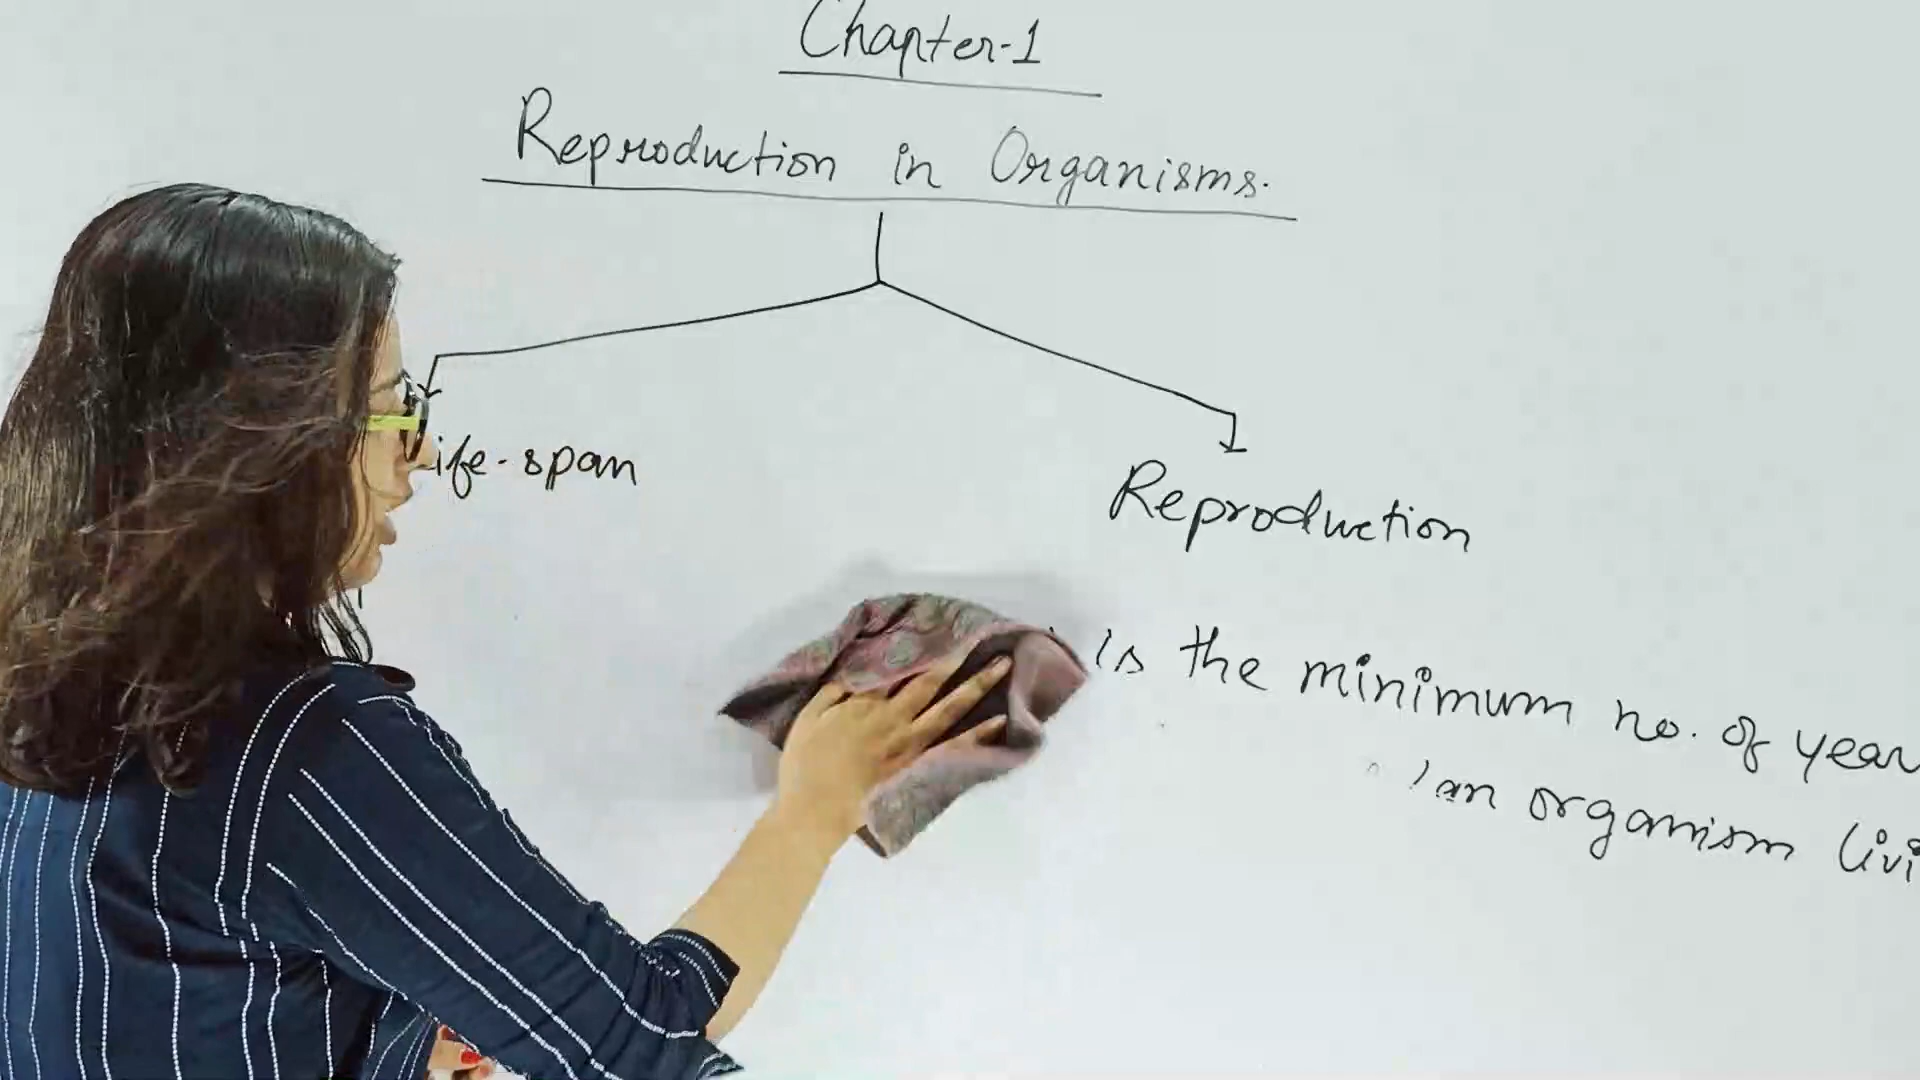 Chapter-1
Reproduction in Organisms.
ife-span
Reproduction
is the minimum no. of year
an organism livi